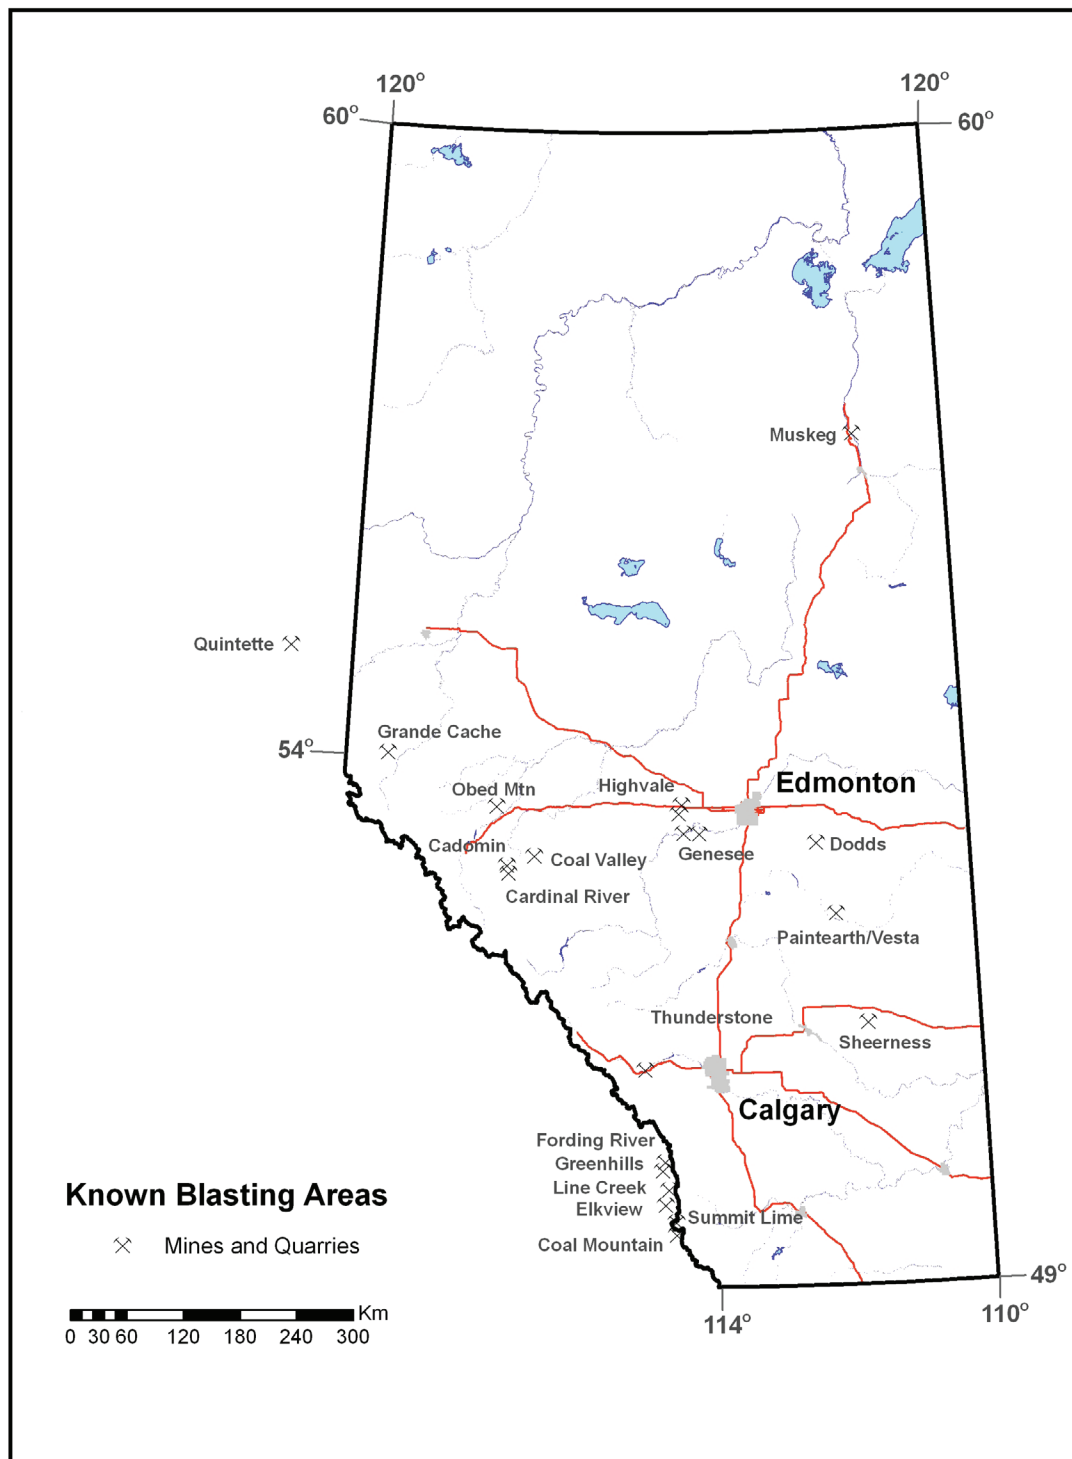 120°
120°
60°
60°
Muskeg
Quintette
Grande Cache
54°
Obed Mtn
Highvale
Edmonton
Cadomin
Coal Valley
Genesee
Dodds
Cardinal River
Paintearth/Vesta
Thunderstone
Sheerness
Calgary
Fording River
Greenhills
Line Creek
Elkview
Summit Lime
Coal Mountain
Known Blasting Areas
Mines and Quarries
49°
110°
114°
Km
0 30 60 120 180 240 300